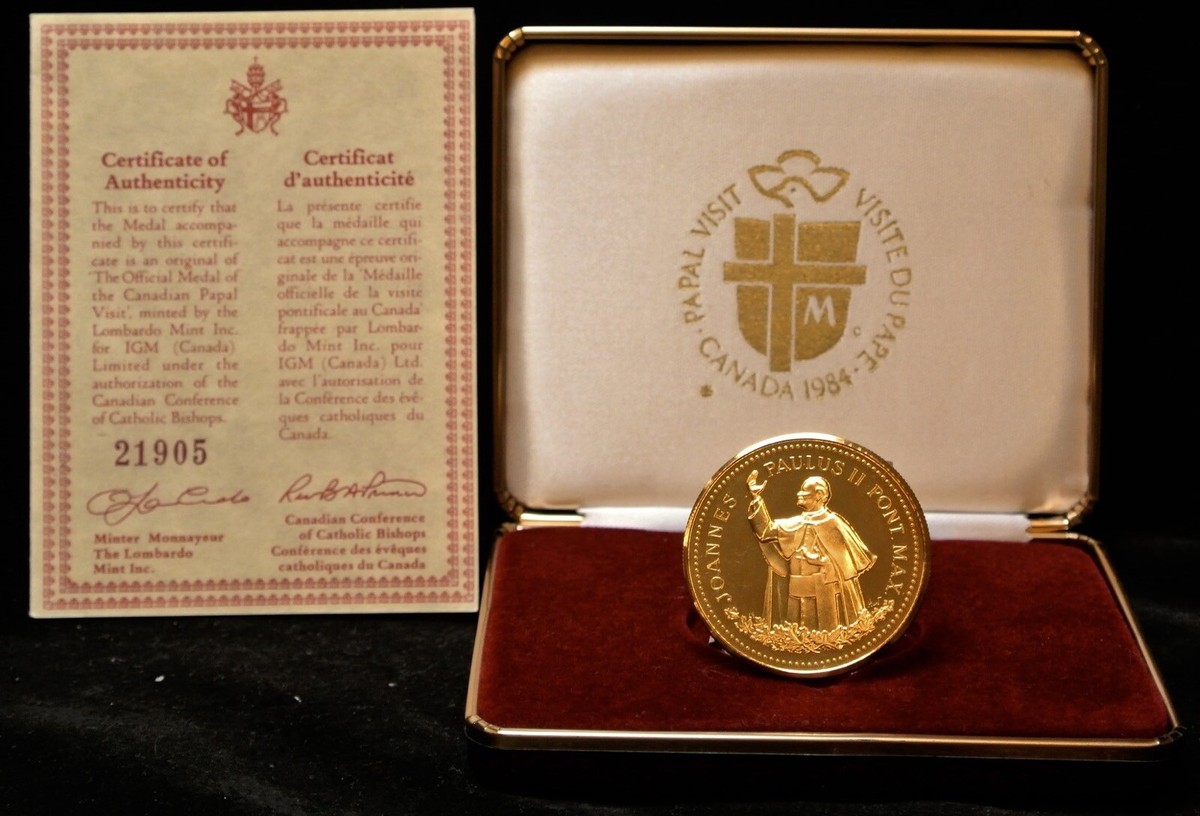 Certificate of
Authenticity
This is to certify that
the Medal accompa-
nied by this certifi-
cate is an original of
'The Official Medal of
the Canadian Papal
Visit', minted by the
Lombardo Mint Inc.
for IGM (Canada)
Limited under the
authorization of the
Canadian Conference
of Catholic Bishops.
21905
Minter Monnayeur
The Lombardo
Mint Inc.
Certificat
d'authenticité
La présente certifie
que la médaille qui
accompagne ce certifi-
cat est une épreuve ori-
ginale de la 'Médaille
officielle de la visite
pontificale au Canada'
frappée par Lombar-
do Mint Inc. pour
IGM (Canada) Ltd.
avec l'autorisation de
la Conférence des évê-
ques catholiques du
Canada.
Canadian Conference
of Catholic Bishops
Conférence des évêques
catholiques du Canada
PAPAL VISIT
VISITE DU PAPE
CANADA 1984
M
JOANNES PAULUS II PONT. MAX.